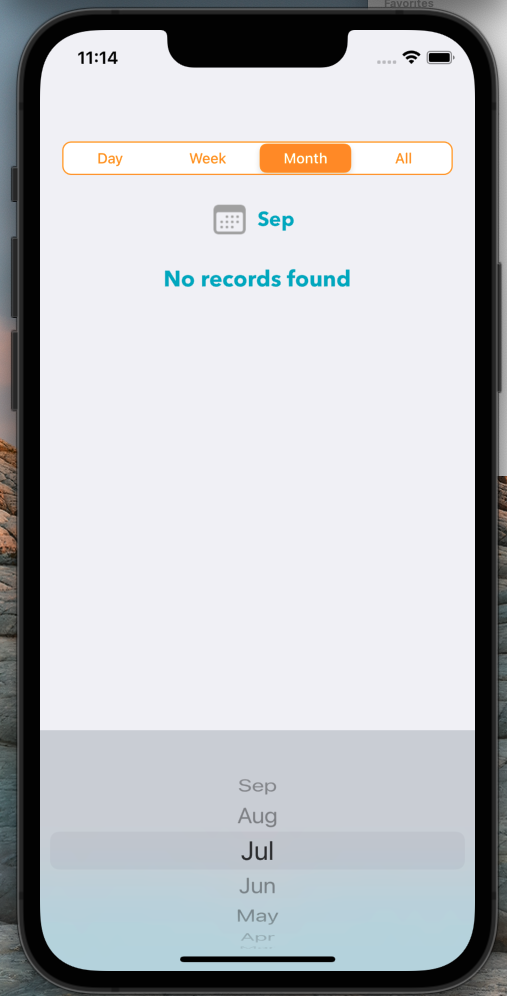 Favorites
11:14
Day Week Month All
Sep
No records found
Sep
Aug
Jul
Jun
May
Apr